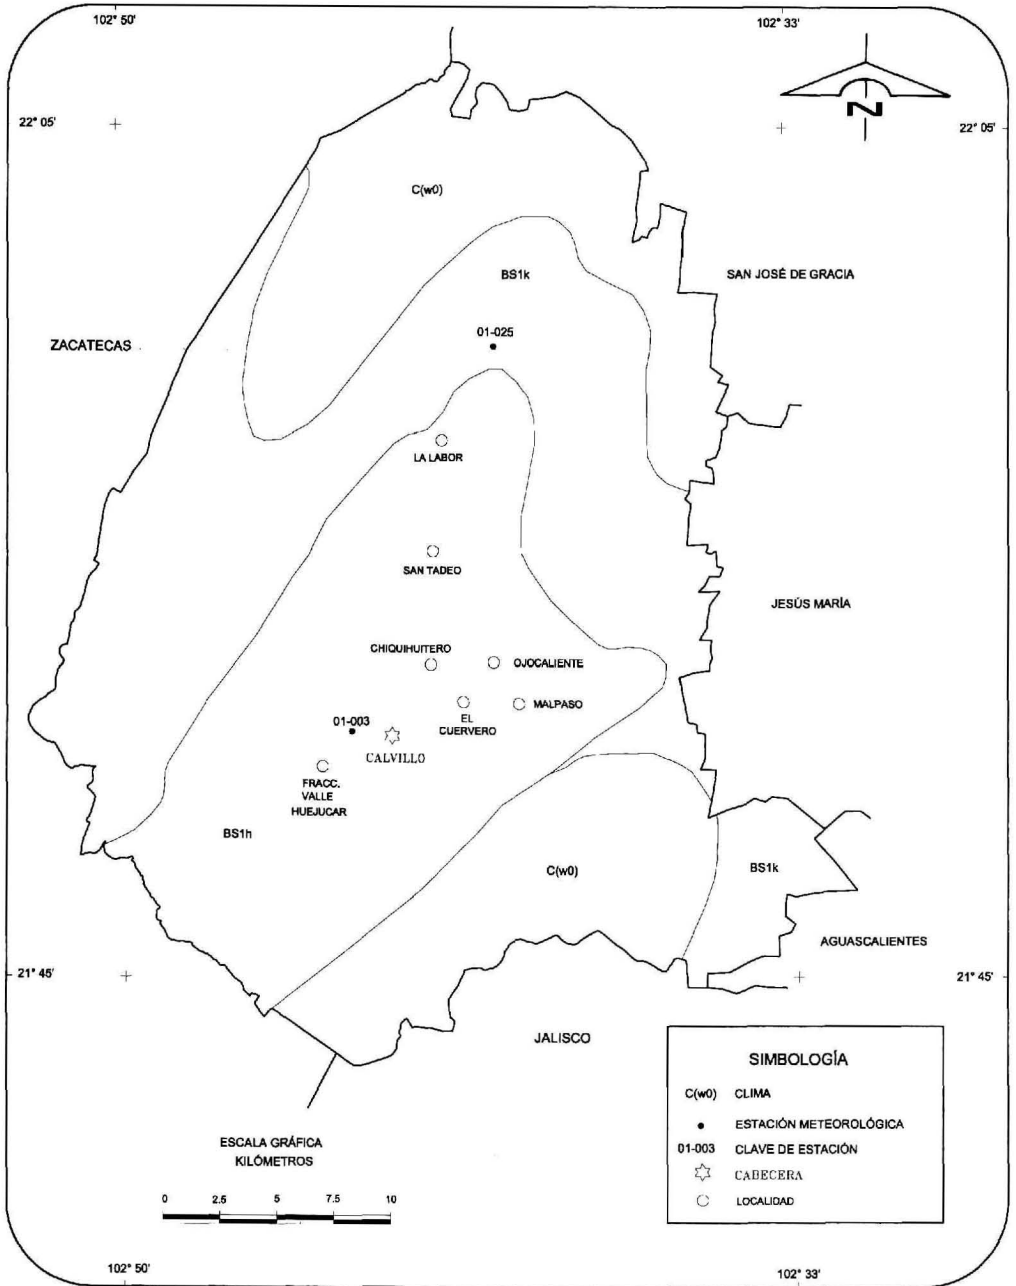 102° 50'
102° 33'
22° 05'
22° 05'
N
C(w0)
SAN JOSÉ DE GRACIA
BS1k
01-025
ZACATECAS
LA LABOR
SAN TADEO
JESÚS MARÍA
CHIQUIHUITERO
OJOCALIENTE
MALPASO
EL
CUERVERO
01-003
CALVILLO
FRACC.
VALLE
HUEJUCAR
BS1h
C(w0)
BS1k
AGUASCALIENTES
21° 45'
21° 45'
JALISCO
SIMBOLOGÍA
C(w0) CLIMA
ESTACIÓN METEOROLÓGICA
01-003 CLAVE DE ESTACIÓN
CABECERA
LOCALIDAD
ESCALA GRÁFICA
KILÓMETROS
0 2.5 5 7.5 10
102° 50'
102° 33'